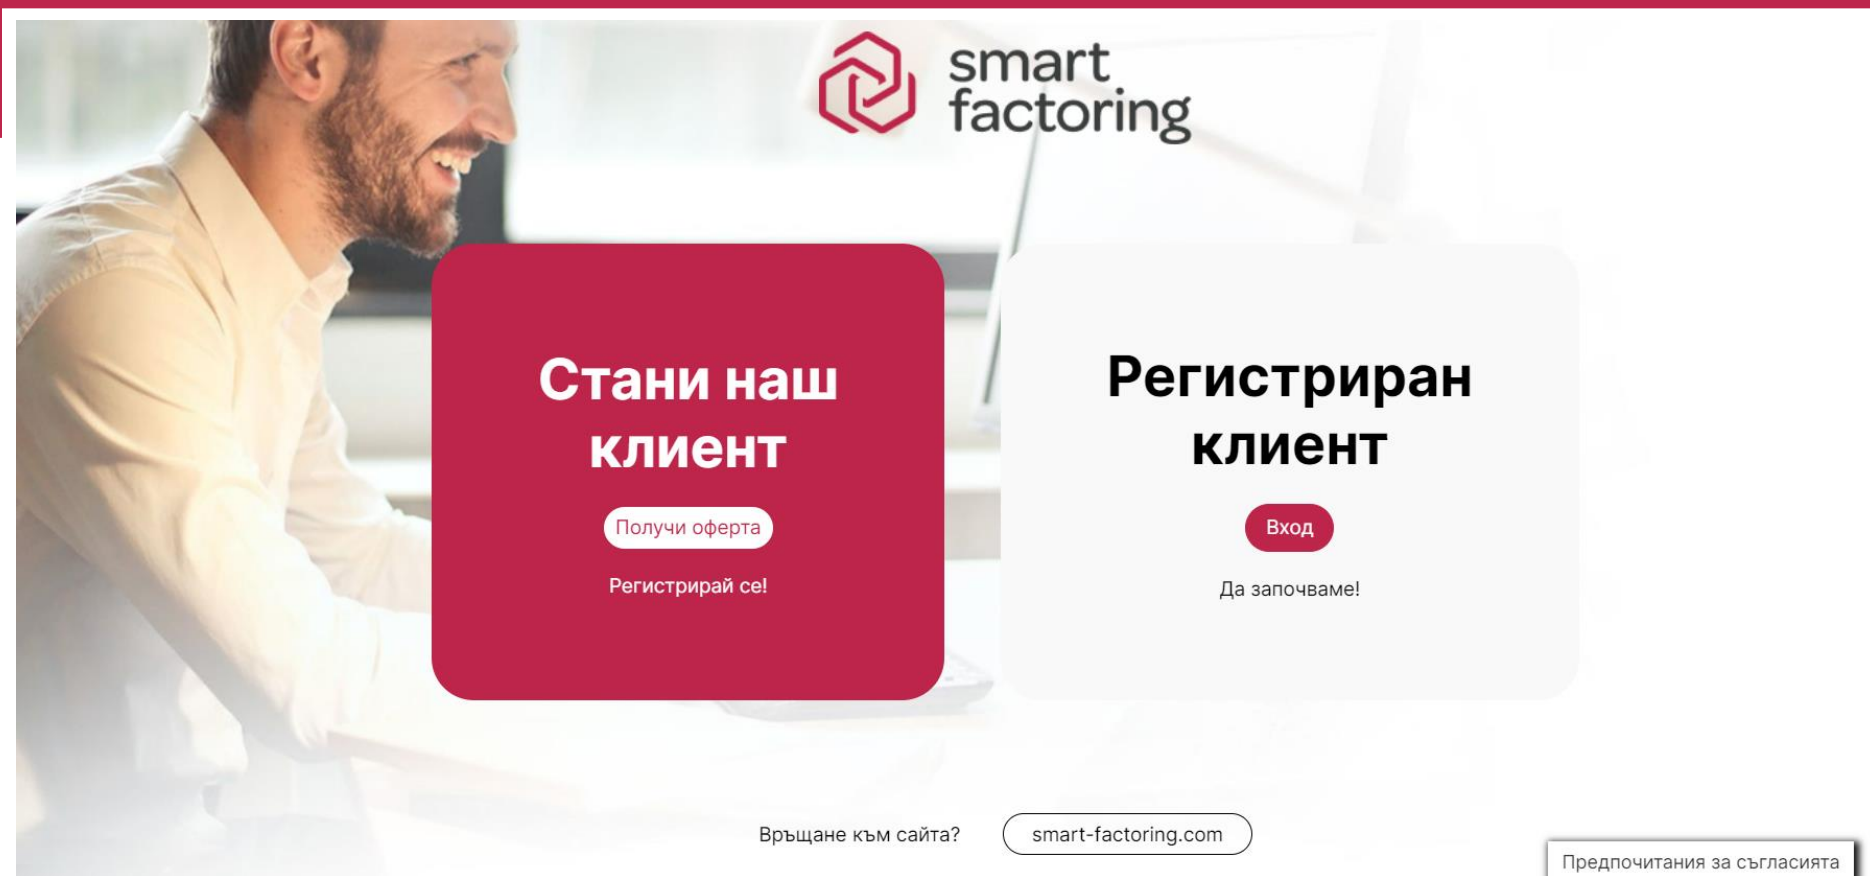 smart
factoring
Стани наш
клиент
Получи оферта
Регистрирай се!
Регистриран
клиент
Вход
Да започваме!
Връщане към сайта?
smart-factoring.com
Предпочитания за съгласията